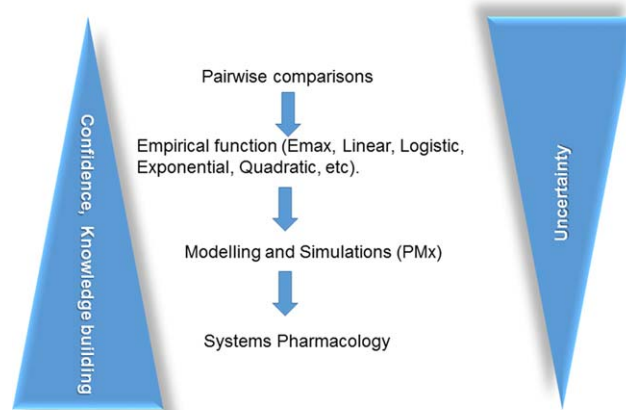 Pairwise comparisons
Empirical function (Emax, Linear, Logistic,
Exponential, Quadratic, etc).
Modelling and Simulations (PMx)
Systems Pharmacology
Confidence, Knowledge building
Uncertainty